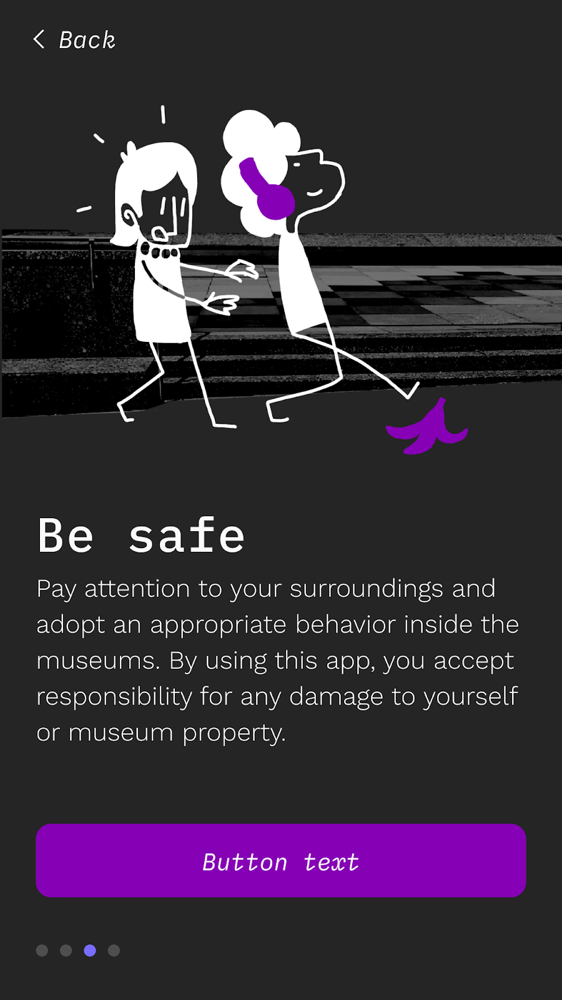 Back
Be safe
Pay attention to your surroundings and
adopt an appropriate behavior inside the
museums. By using this app, you accept
responsibility for any damage to yourself
or museum property.
Button text